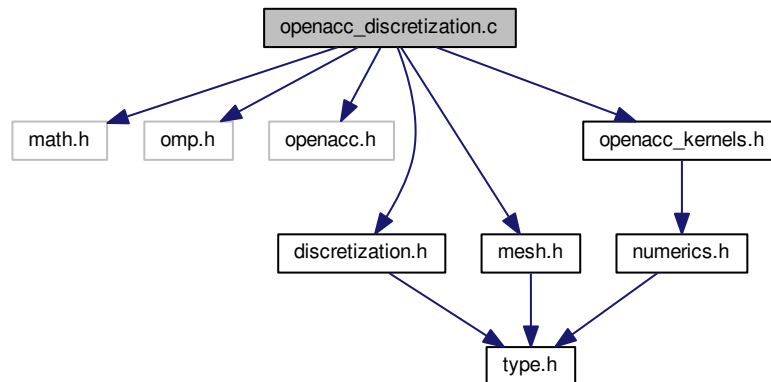 openacc_discretization.c
math.h
omp.h
openacc.h
openacc_kernels.h
discretization.h
mesh.h
numerics.h
type.h